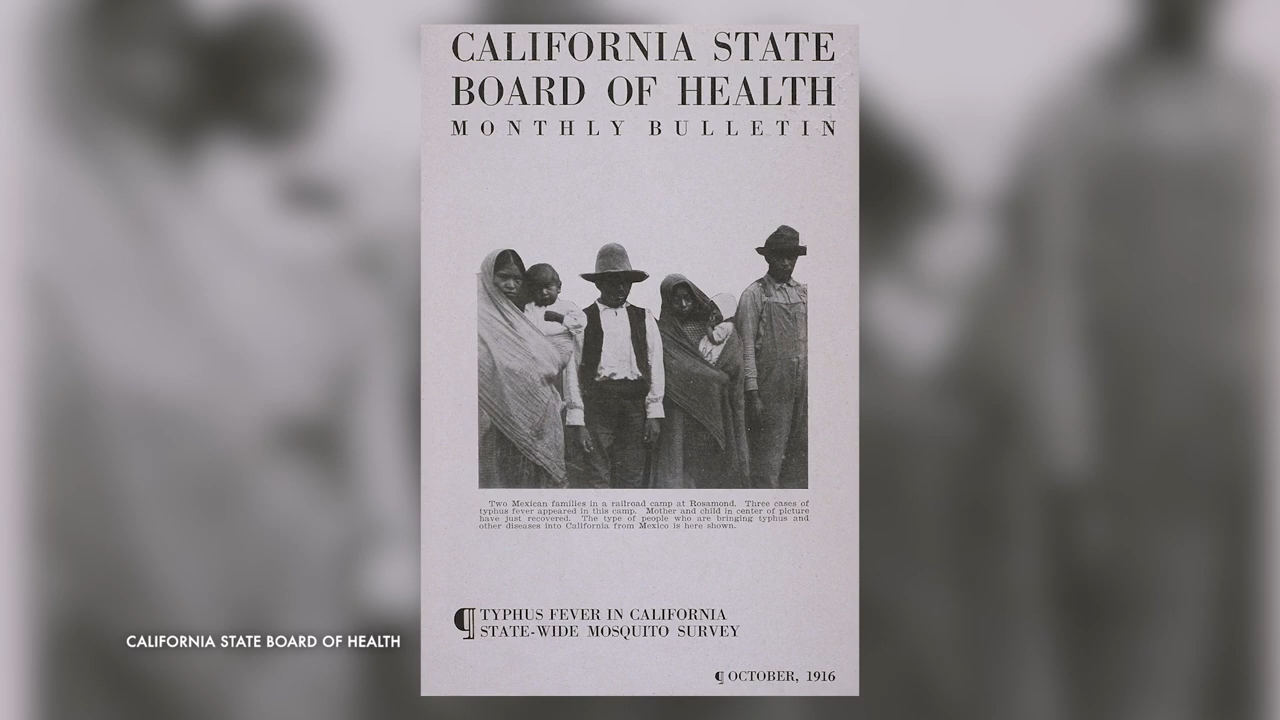 CALIFORNIA STATE
BOARD OF HEALTH
MONTHLY BULLETIN
Two Mexican families in a railroad camp at Rosamond. Three cases of
typhus fever appeared in this camp. Mother and child in center of picture
have just recovered. The type of people who are bringing typhus and
other diseases into California from Mexico is here shown.
¶ TYPHUS FEVER IN CALIFORNIA
STATE-WIDE MOSQUITO SURVEY
¶ OCTOBER, 1916
CALIFORNIA STATE BOARD OF HEALTH